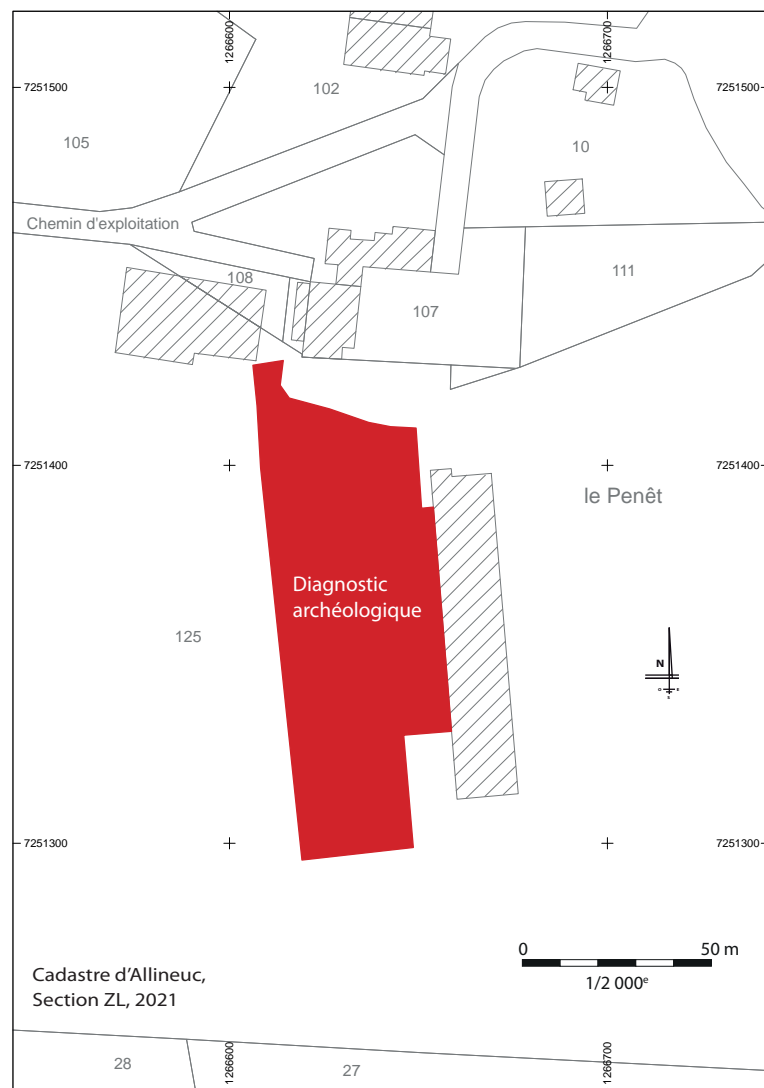 1266600
1266700
7251500
7251500
102
105
10
Chemin d'exploitation
108
111
107
7251400
7251400
le Penêt
Diagnostic
archéologique
125
N
O E
S
7251300
7251300
0 50 m
1/2 000e
Cadastre d'Allineuc,
Section ZL, 2021
1266600
1266700
28
27